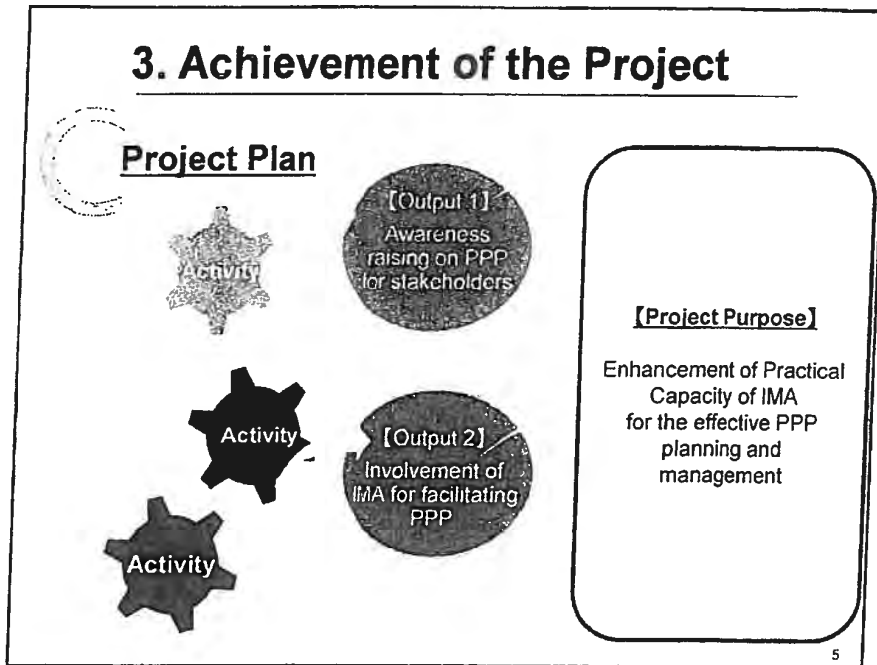 3. Achievement of the Project
Project Plan
Activity
【Output 1】
Awareness
raising on PPP
for stakeholders
Activity
【Output 2】
Involvement of
IMA for facilitating
PPP
Activity
【Project Purpose】
Enhancement of Practical
Capacity of IMA
for the effective PPP
planning and
management
5